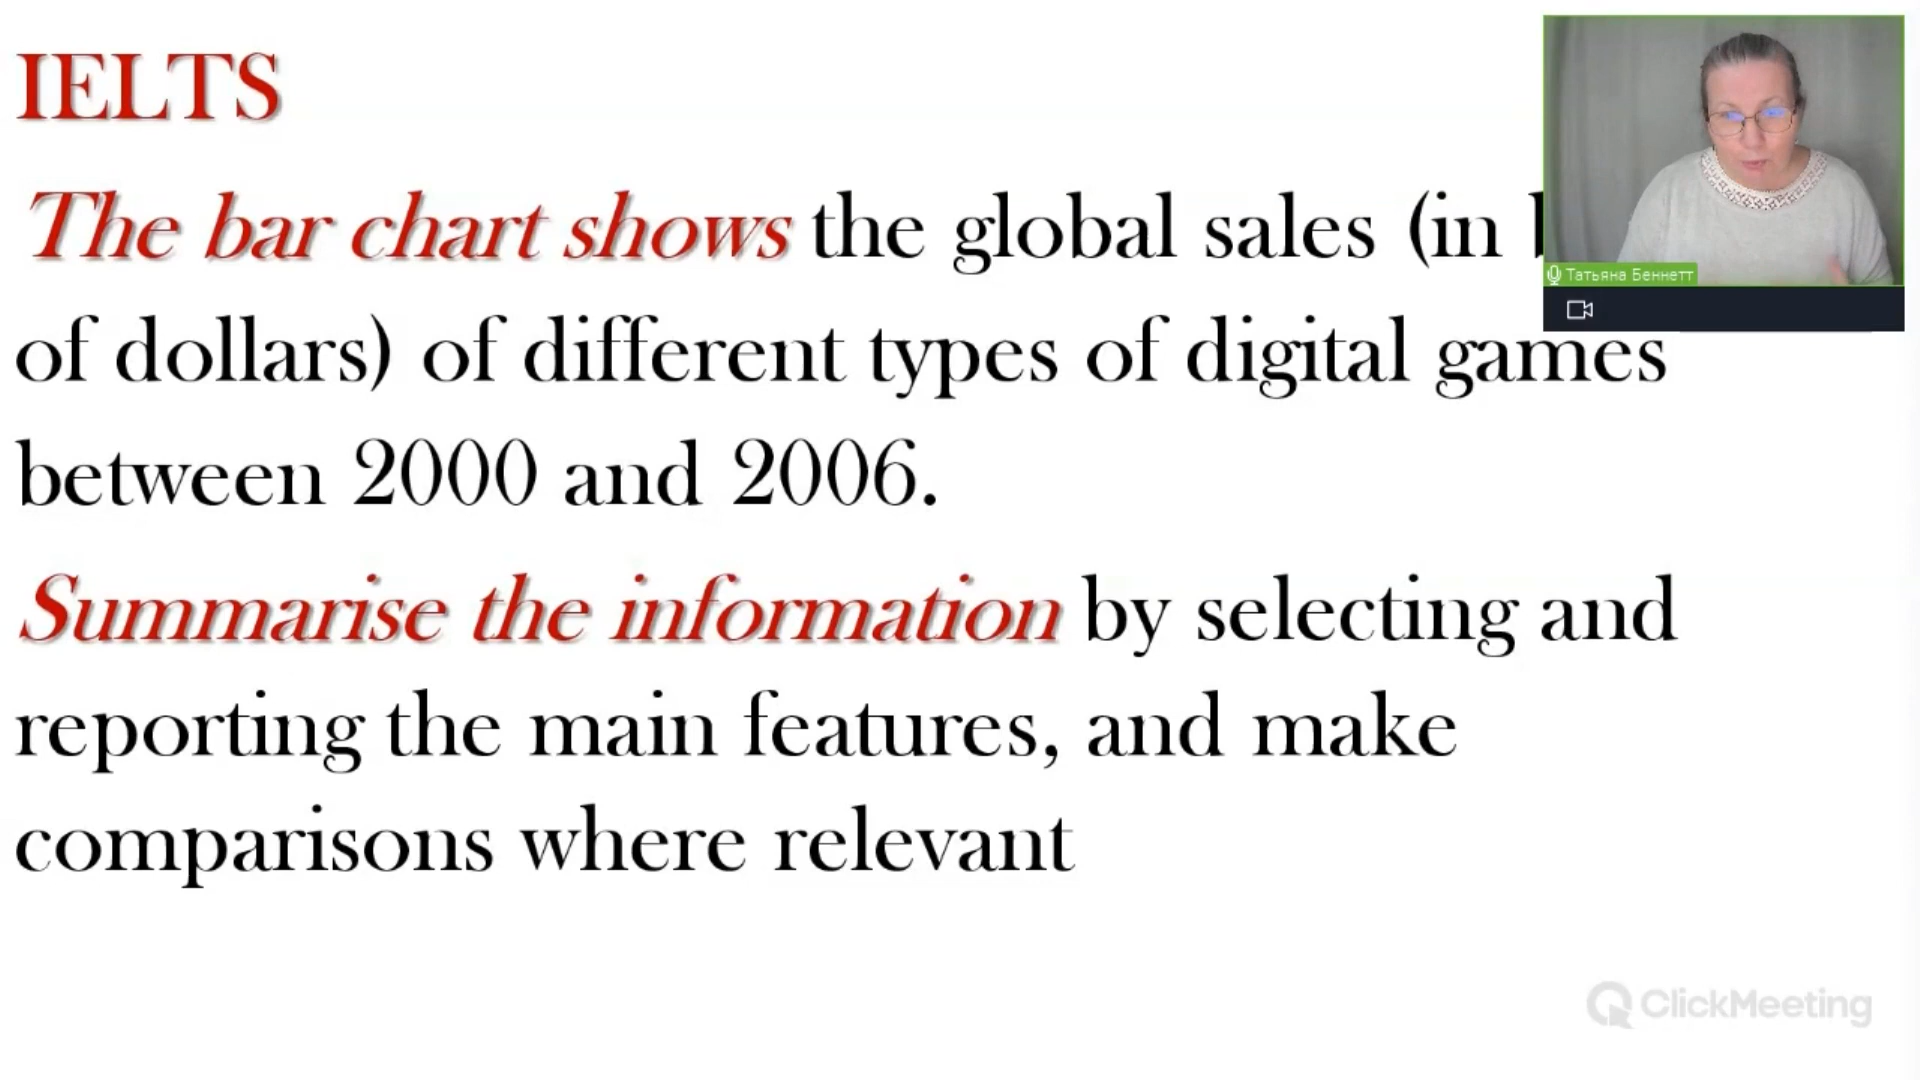 IELTS
The bar chart shows the global sales (in
of dollars) of different types of digital games
between 2000 and 2006.
Summarise the information by selecting and
reporting the main features, and make
comparisons where relevant
Татьяна Беннетт
ClickMeeting